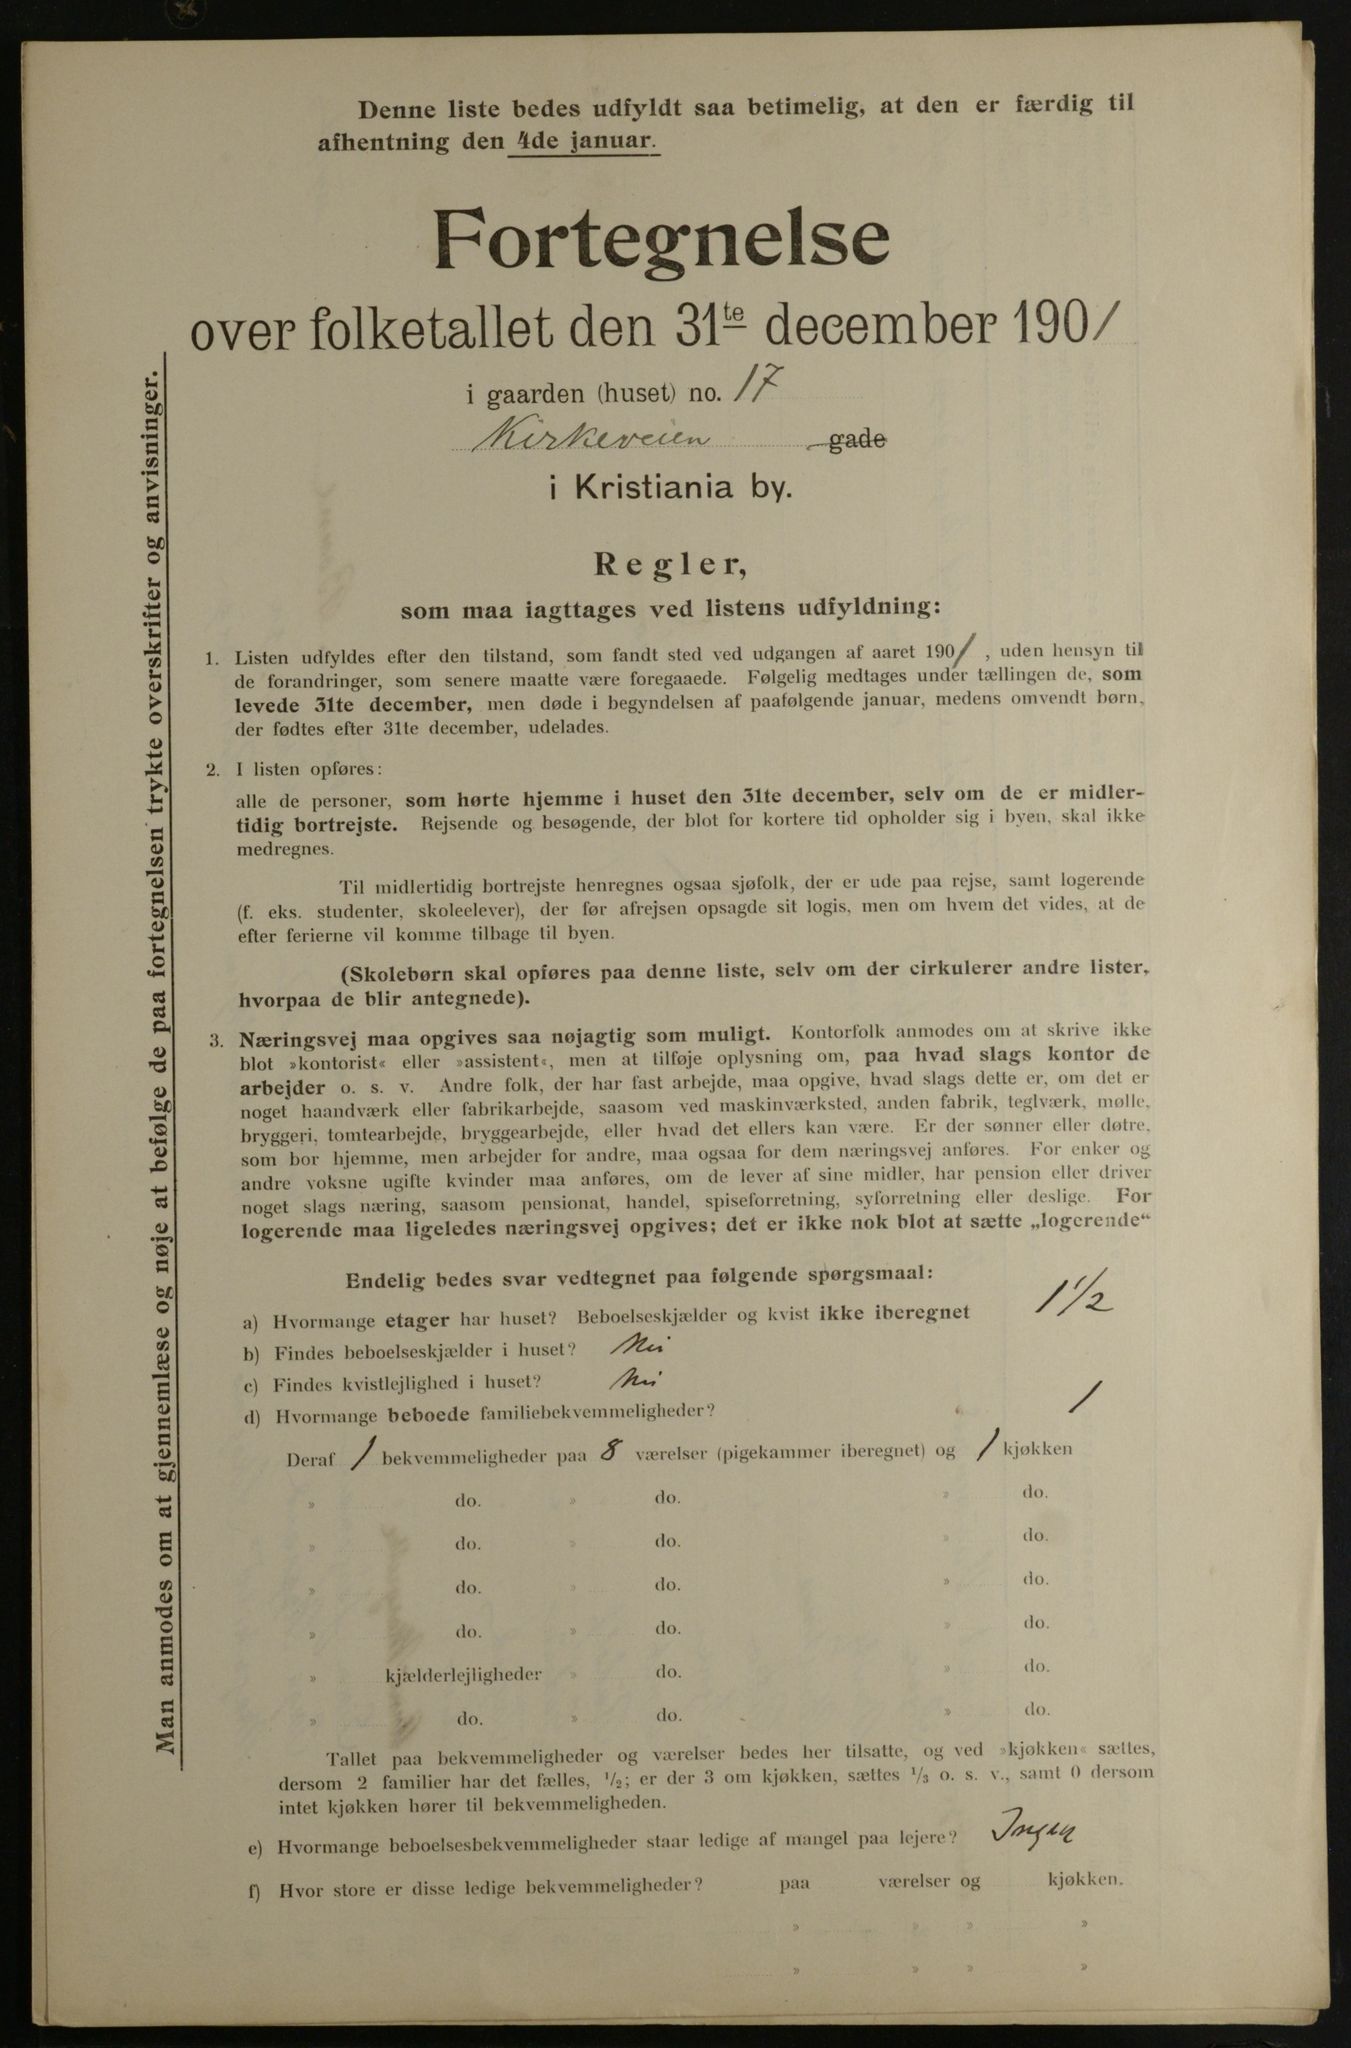 Denne liste bedes udfyldt saa betimelig, at den er færdig til
afhentning den 4de januar.
Fortegnelse
over folketallet den 31te december 1901
i gaarden (huset) no. 17
Kirkeveien gade
i Kristiania by.
Regler,
som maa iagttages ved listens udfyldning:
1. Listen udfyldes efter den tilstand, som fandt sted ved udgangen af aaret 1901, uden hensyn til
de forandringer, som senere maatte være foregaaede. Følgelig medtages under tællingen de, som
levede 31te december, men døde i begyndelsen af paafølgende januar, medens omvendt børn,
der fødtes efter 31te december, udelades.
2. I listen opføres:
alle de personer, som hørte hjemme i huset den 31te december, selv om de er midler-
tidig bortrejste. Rejsende og besøgende, der blot for kortere tid opholder sig i byen, skal ikke
medregnes.
Til midlertidig bortrejste henregnes ogsaa sjøfolk, der er ude paa rejse, samt logerende
(f. eks. studenter, skoleelever), der før afrejsen opsagde sit logis, men om hvem det vides, at de
efter ferierne vil komme tilbage til byen.
(Skolebørn skal opføres paa denne liste, selv om der cirkulerer andre lister,
hvorpaa de blir antegnede).
3. Næringsvej maa opgives saa nøjagtig som muligt. Kontorfolk anmodes om at skrive ikke
blot »kontorist« eller »assistent«, men at tilføje oplysning om, paa hvad slags kontor de
arbejder o. s. v. Andre folk, der har fast arbejde, maa opgive, hvad slags dette er, om det er
noget haandværk eller fabrikarbejde, saasom ved maskinværksted, anden fabrik, teglværk, mølle,
bryggeri, tomtearbejde, bryggearbejde, eller hvad det ellers kan være. Er der sønner eller døtre,
som bor hjemme, men arbejder for andre, maa ogsaa for dem næringsvej anføres. For enker og
andre voksne ugifte kvinder maa anføres, om de lever af sine midler, har pension eller driver
noget slags næring, saasom pensionat, handel, spiseforretning, syforretning eller deslige. For
logerende maa ligeledes næringsvej opgives; det er ikke nok blot at sætte „logerende“
Endelig bedes svar vedtegnet paa følgende spørgsmaal:
a) Hvormange etager har huset? Beboelseskjælder og kvist ikke iberegnet 1 1/2
b) Findes beboelseskjælder i huset? Nei
c) Findes kvistlejlighed i huset? Nei
d) Hvormange beboede familiebekvemmeligheder? 1
Deraf 1 bekvemmeligheder paa 8 værelser (pigekammer iberegnet) og 1 kjøkken
» do. » do. » do.
» do. » do. » do.
» do. » do. » do.
» do. » do. » do.
» kjælderlejligheder » do. » do.
» do. » do. » do.
Tallet paa bekvemmeligheder og værelser bedes her tilsatte, og ved »kjøkken« sættes,
dersom 2 familier har det fælles, 1/2; er der 3 om kjøkken, sættes 1/3 o. s. v., samt 0 dersom
intet kjøkken hører til bekvemmeligheden.
e) Hvormange beboelsesbekvemmeligheder staar ledige af mangel paa lejere? Ingen
f) Hvor store er disse ledige bekvemmeligheder? paa værelser og kjøkken.
» » » »
» » » »
Man anmodes om at gjennemlæse og nøje at befølge de paa fortegnelsen trykte overskrifter og anvisninger.